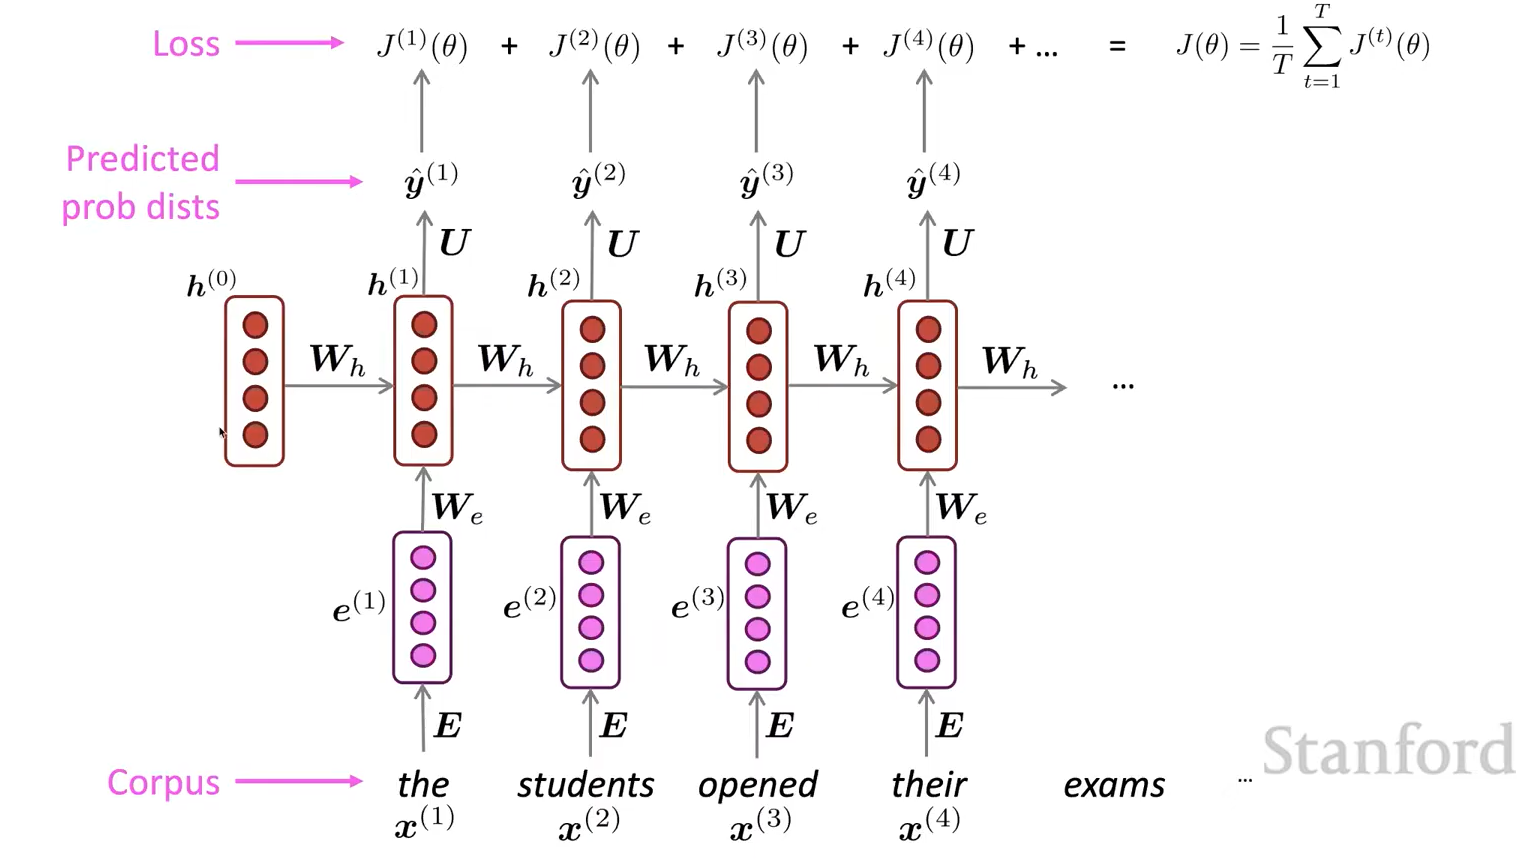 Loss J^{(1)}(θ) + J^{(2)}(θ) + J^{(3)}(θ) + J^{(4)}(θ) + ... = J(θ) = \frac{1}{T} \sum_{t=1}^{T} J^{(t)}(θ)
Predicted
prob dists
ŷ^{(1)} ŷ^{(2)} ŷ^{(3)} ŷ^{(4)}
U U U U
h^{(0)} h^{(1)} h^{(2)} h^{(3)} h^{(4)}
W_h W_h W_h W_h W_h ...
W_e W_e W_e W_e
e^{(1)} e^{(2)} e^{(3)} e^{(4)}
E E E E
Stanford
Corpus the students opened their exams ...
x^{(1)} x^{(2)} x^{(3)} x^{(4)}